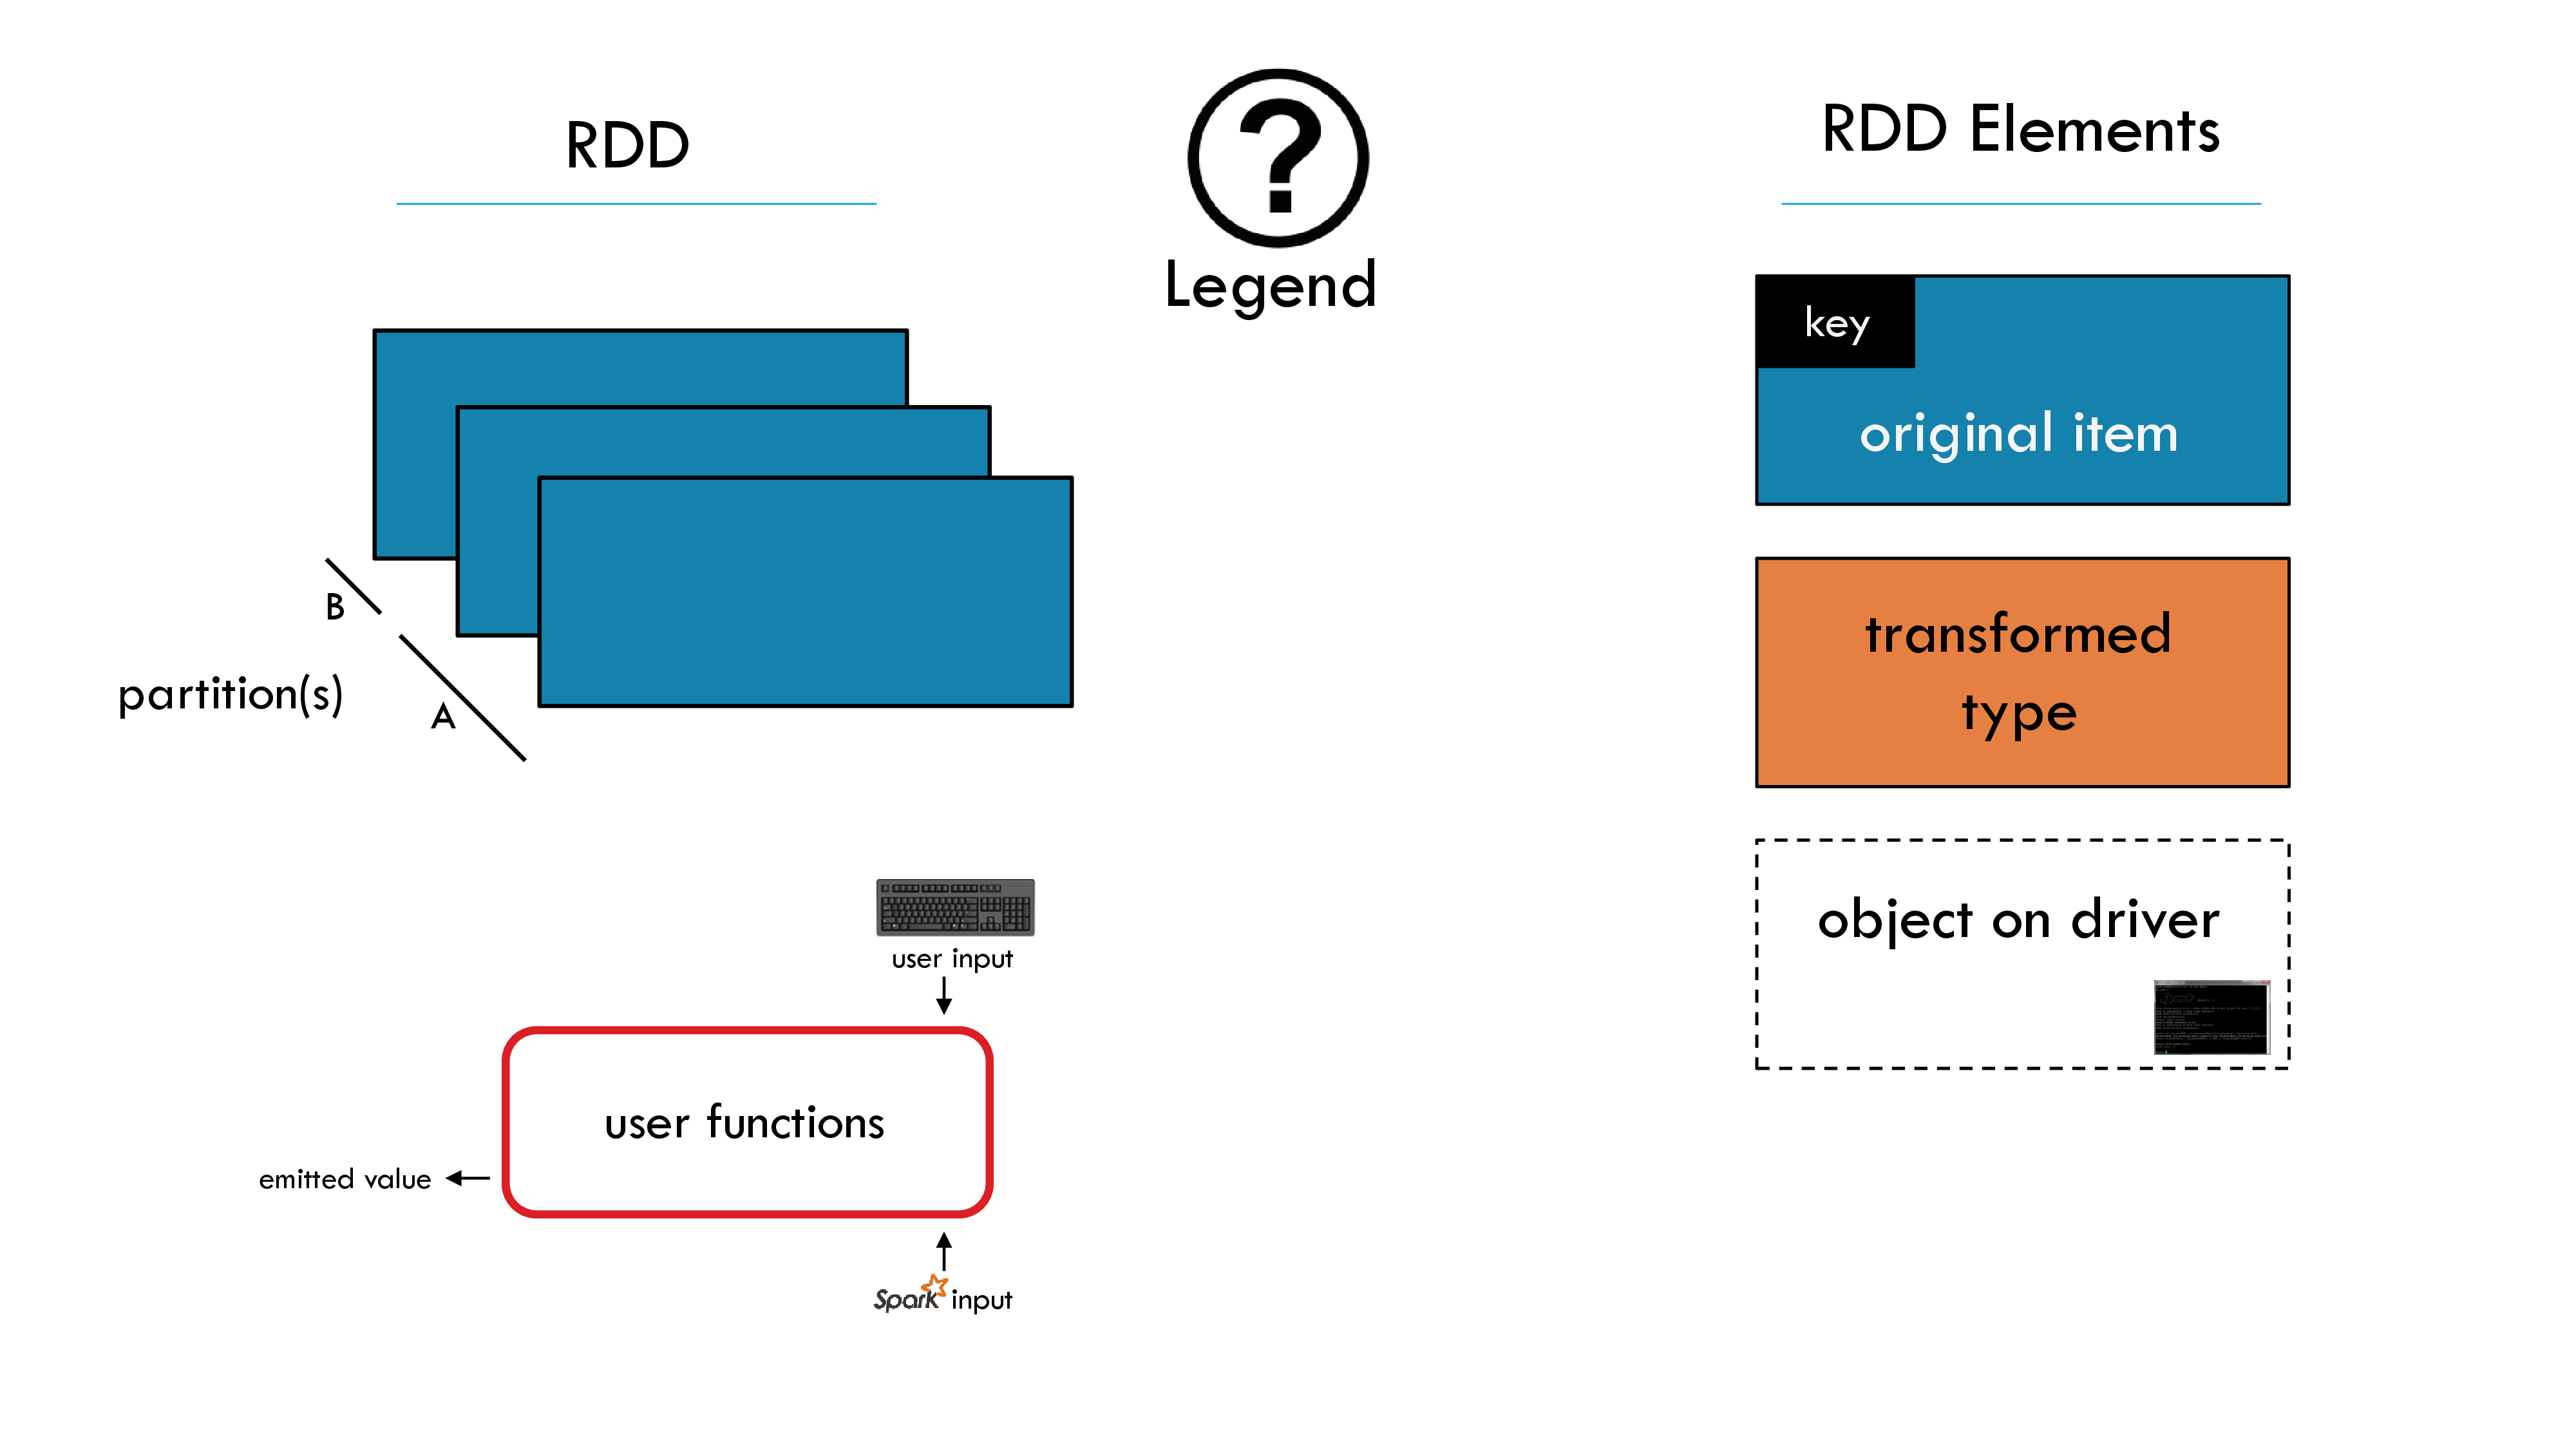 RDD
Legend
RDD Elements
key
original item
B
partition(s)
A
transformed
type
user input
object on driver
user functions
emitted value
Spark input